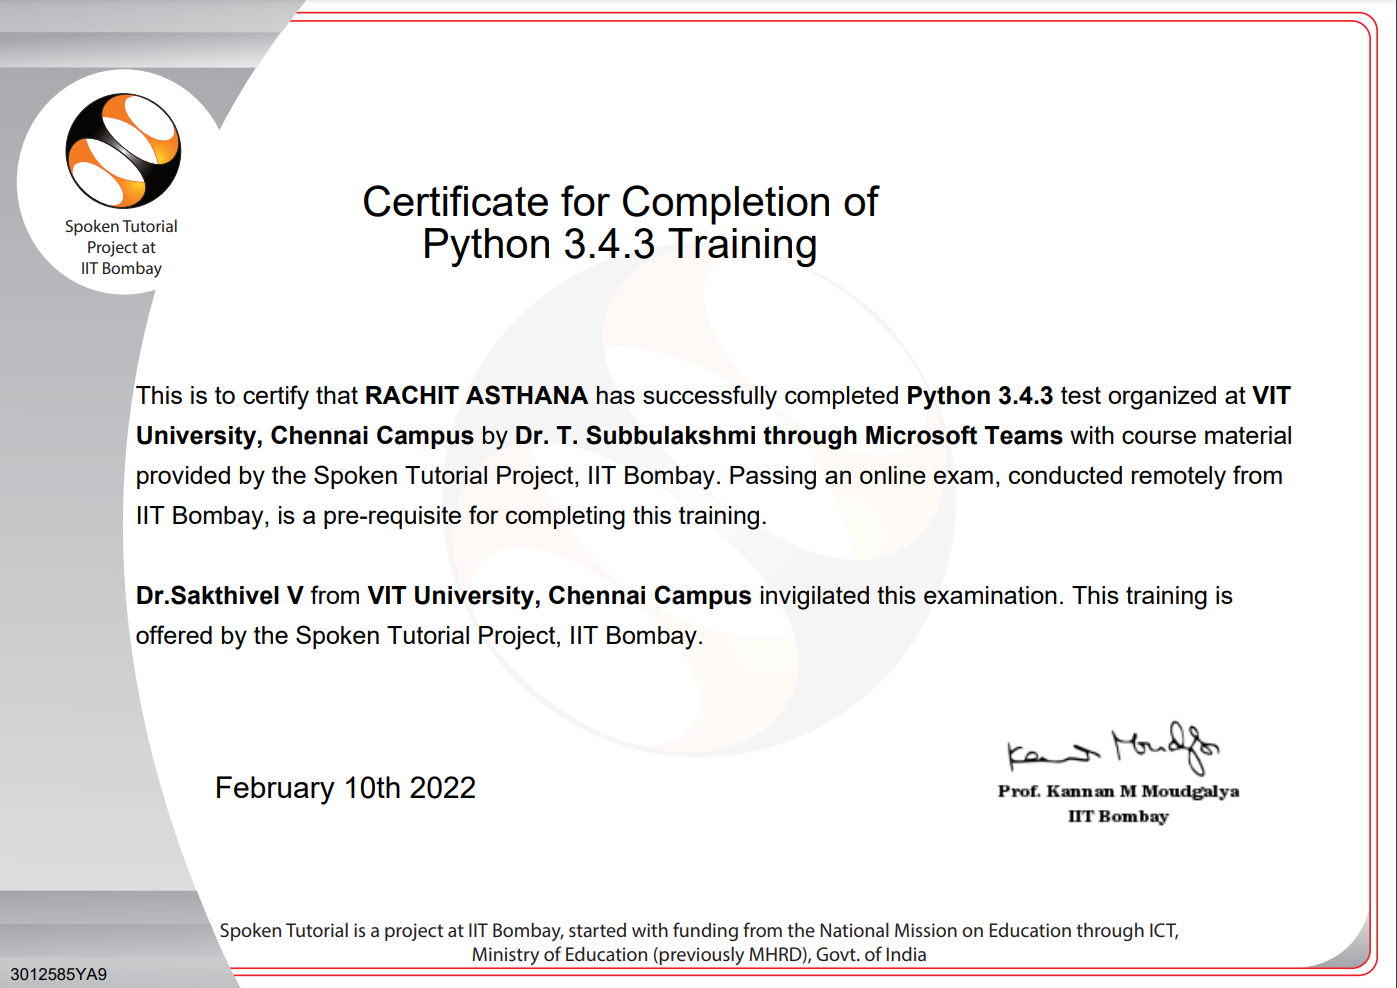 Spoken Tutorial
Project at
IIT Bombay
Certificate for Completion of
Python 3.4.3 Training
This is to certify that RACHIT ASTHANA has successfully completed Python 3.4.3 test organized at VIT
University, Chennai Campus by Dr. T. Subbulakshmi through Microsoft Teams with course material
provided by the Spoken Tutorial Project, IIT Bombay. Passing an online exam, conducted remotely from
IIT Bombay, is a pre-requisite for completing this training.
Dr.Sakthivel V from VIT University, Chennai Campus invigilated this examination. This training is
offered by the Spoken Tutorial Project, IIT Bombay.
February 10th 2022
Kannan Moudgalya
Prof. Kannan M Moudgalya
IIT Bombay
Spoken Tutorial is a project at IIT Bombay, started with funding from the National Mission on Education through ICT,
Ministry of Education (previously MHRD), Govt. of India
3012585YA9